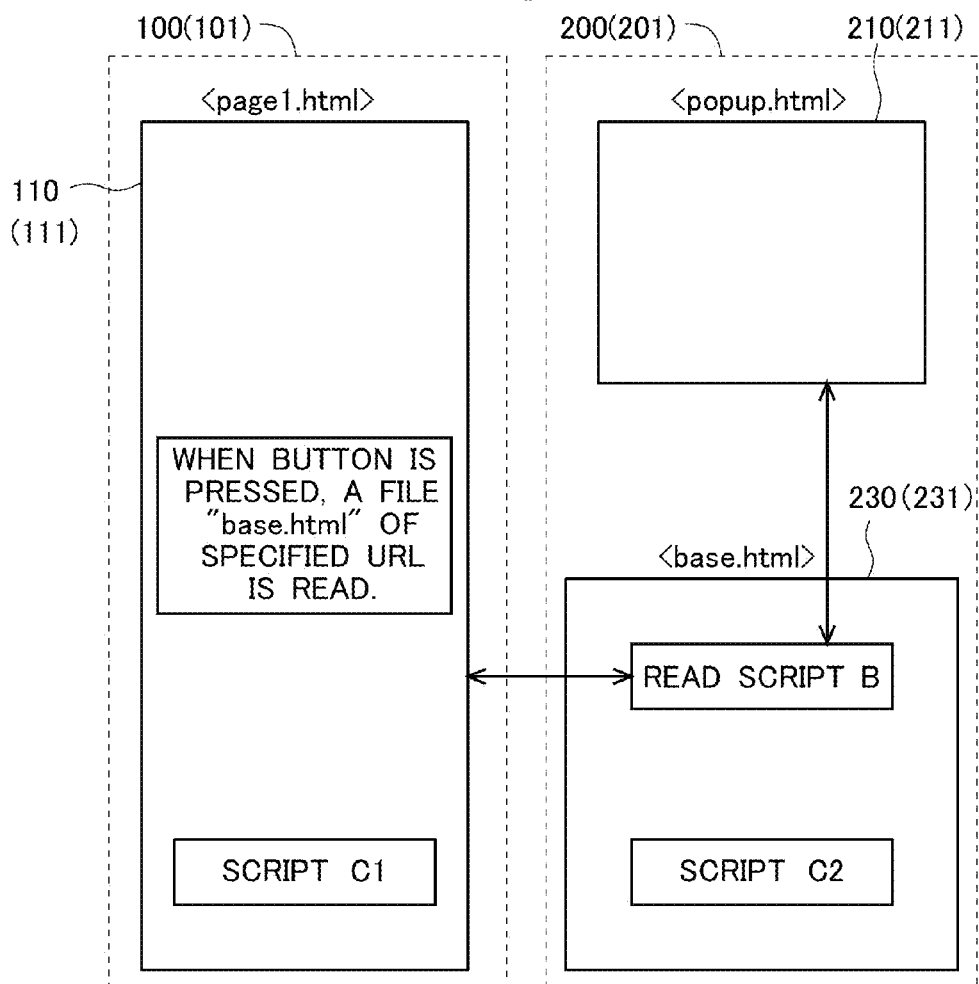 100(101)
200(201)
210(211)
<page1.html>
<popup.html>
110
(111)
WHEN BUTTON IS
PRESSED, A FILE
"base.html" OF
SPECIFIED URL
IS READ.
230(231)
<base.html>
READ SCRIPT B
SCRIPT C1
SCRIPT C2